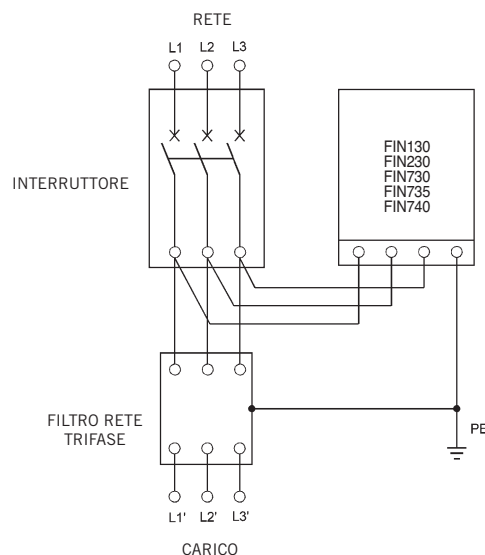 RETE
L1 L2 L3
FIN130
FIN230
FIN730
FIN735
FIN740
INTERRUTTORE
FILTRO RETE
TRIFASE
PE
L1' L2' L3'
CARICO